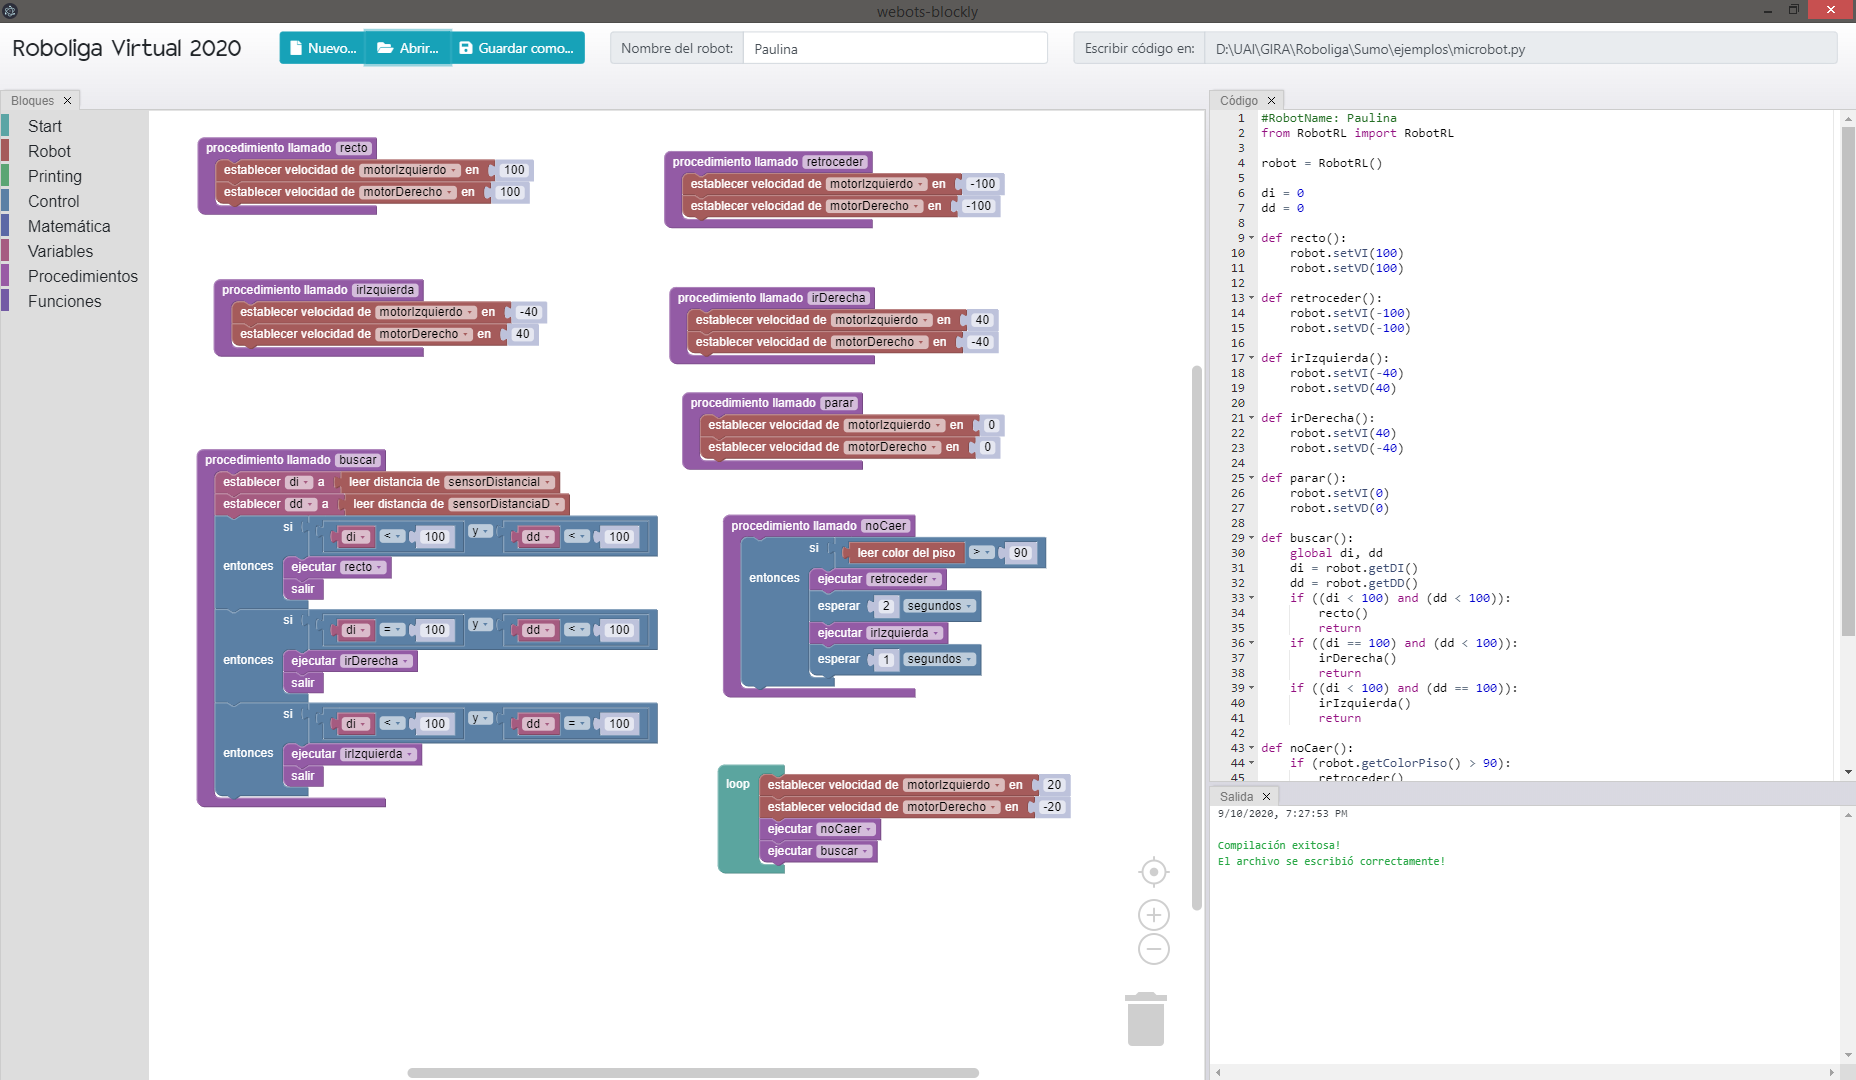 webots-blockly
Roboliga Virtual 2020
Nuevo...
Abrir...
Guardar como...
Nombre del robot:
Paulina
Escribir código en:
D:\UAI\GIRA\Roboliga\Sumo\ejemplos\microbot.py
Bloques
Start
Robot
Printing
Control
Matemática
Variables
Procedimientos
Funciones
procedimiento llamado recto
establecer velocidad de motorIzquierdo en 100
establecer velocidad de motorDerecho en 100
procedimiento llamado retroceder
establecer velocidad de motorIzquierdo en -100
establecer velocidad de motorDerecho en -100
procedimiento llamado irIzquierda
establecer velocidad de motorIzquierdo en -40
establecer velocidad de motorDerecho en 40
procedimiento llamado irDerecha
establecer velocidad de motorIzquierdo en 40
establecer velocidad de motorDerecho en -40
procedimiento llamado parar
establecer velocidad de motorIzquierdo en 0
establecer velocidad de motorDerecho en 0
procedimiento llamado buscar
establecer di a leer distancia de sensorDistanciaI
establecer dd a leer distancia de sensorDistanciaD
si di < 100 y dd < 100
entonces ejecutar recto
salir
si di = 100 y dd < 100
entonces ejecutar irDerecha
salir
si di < 100 y dd = 100
entonces ejecutar irIzquierda
salir
procedimiento llamado noCaer
si leer color del piso > 90
entonces ejecutar retroceder
esperar 2 segundos
ejecutar irIzquierda
esperar 1 segundos
loop establecer velocidad de motorIzquierdo en 20
establecer velocidad de motorDerecho en -20
ejecutar noCaer
ejecutar buscar
Código
1 #RobotName: Paulina
2 from RobotRL import RobotRL
3
4 robot = RobotRL()
5
6 di = 0
7 dd = 0
8
9 def recto():
10 robot.setVI(100)
11 robot.setVD(100)
12
13 def retroceder():
14 robot.setVI(-100)
15 robot.setVD(-100)
16
17 def irIzquierda():
18 robot.setVI(-40)
19 robot.setVD(40)
20
21 def irDerecha():
22 robot.setVI(40)
23 robot.setVD(-40)
24
25 def parar():
26 robot.setVI(0)
27 robot.setVD(0)
28
29 def buscar():
30 global di, dd
31 di = robot.getDI()
32 dd = robot.getDD()
33 if ((di < 100) and (dd < 100)):
34 recto()
35 return
36 if ((di == 100) and (dd < 100)):
37 irDerecha()
38 return
39 if ((di < 100) and (dd == 100)):
40 irIzquierda()
41 return
42
43 def noCaer():
44 if (robot.getColorPiso() > 90):
45 retroceder()
Salida
9/10/2020, 7:27:53 PM
Compilación exitosa!
El archivo se escribió correctamente!